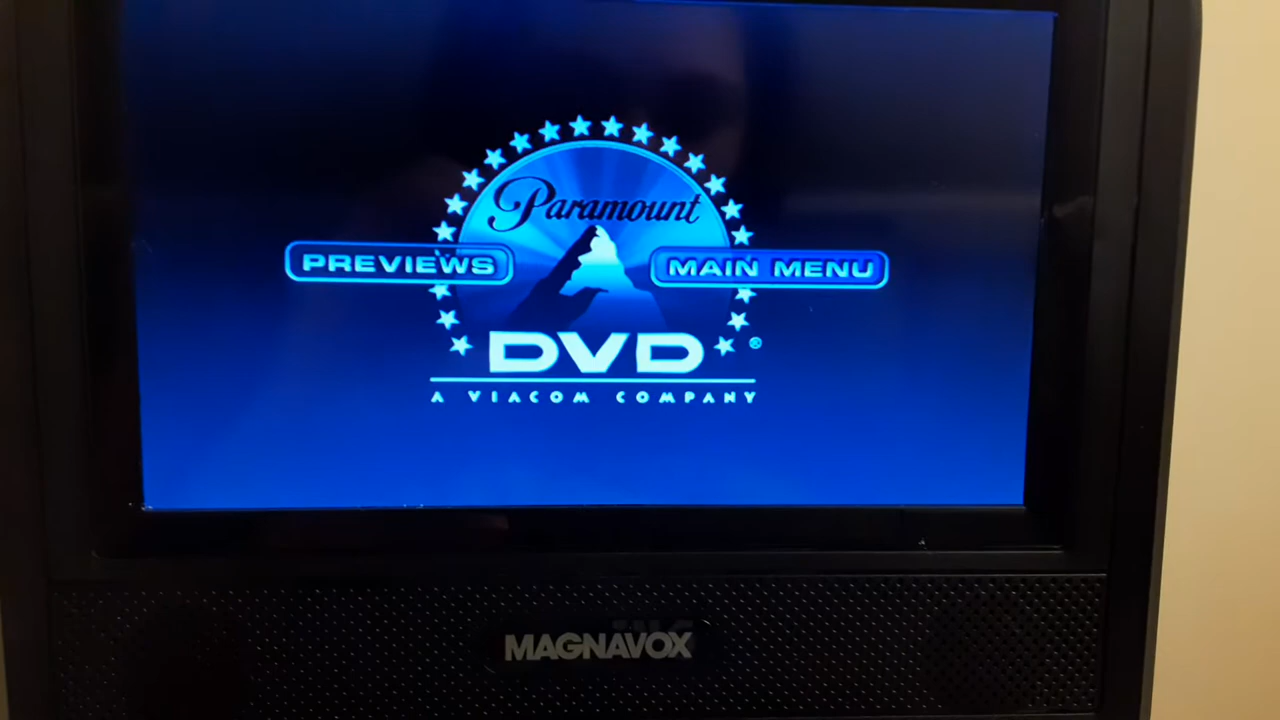 Paramount
PREVIEWS
MAIN MENU
DVD ®
A VIACOM COMPANY
MAGNAVOX